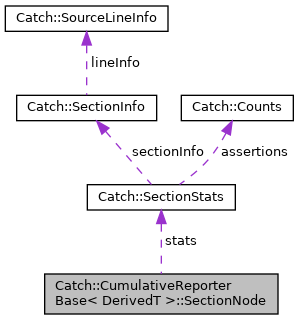 Catch::SourceLineInfo
lineInfo
Catch::SectionInfo
Catch::Counts
sectionInfo
assertions
Catch::SectionStats
stats
Catch::CumulativeReporter
Base< DerivedT >::SectionNode